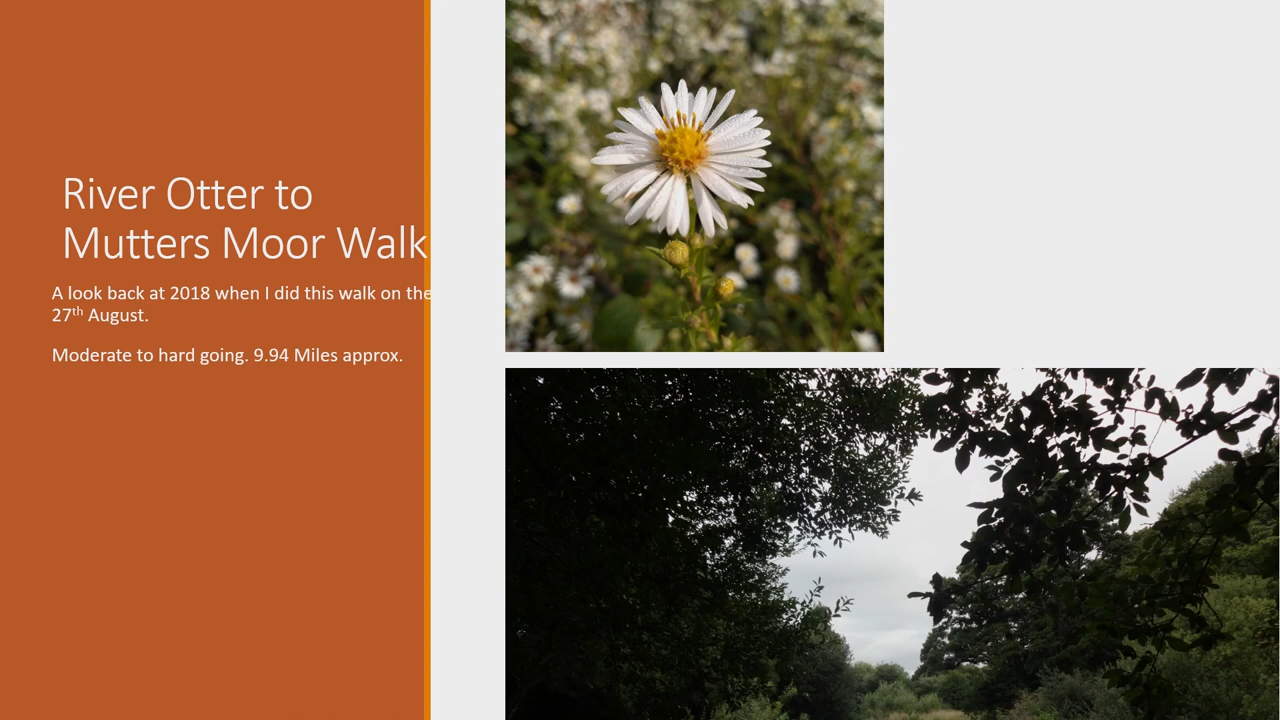 River Otter to
Mutters Moor Walk
A look back at 2018 when I did this walk on the
27th August.
Moderate to hard going. 9.94 Miles approx.